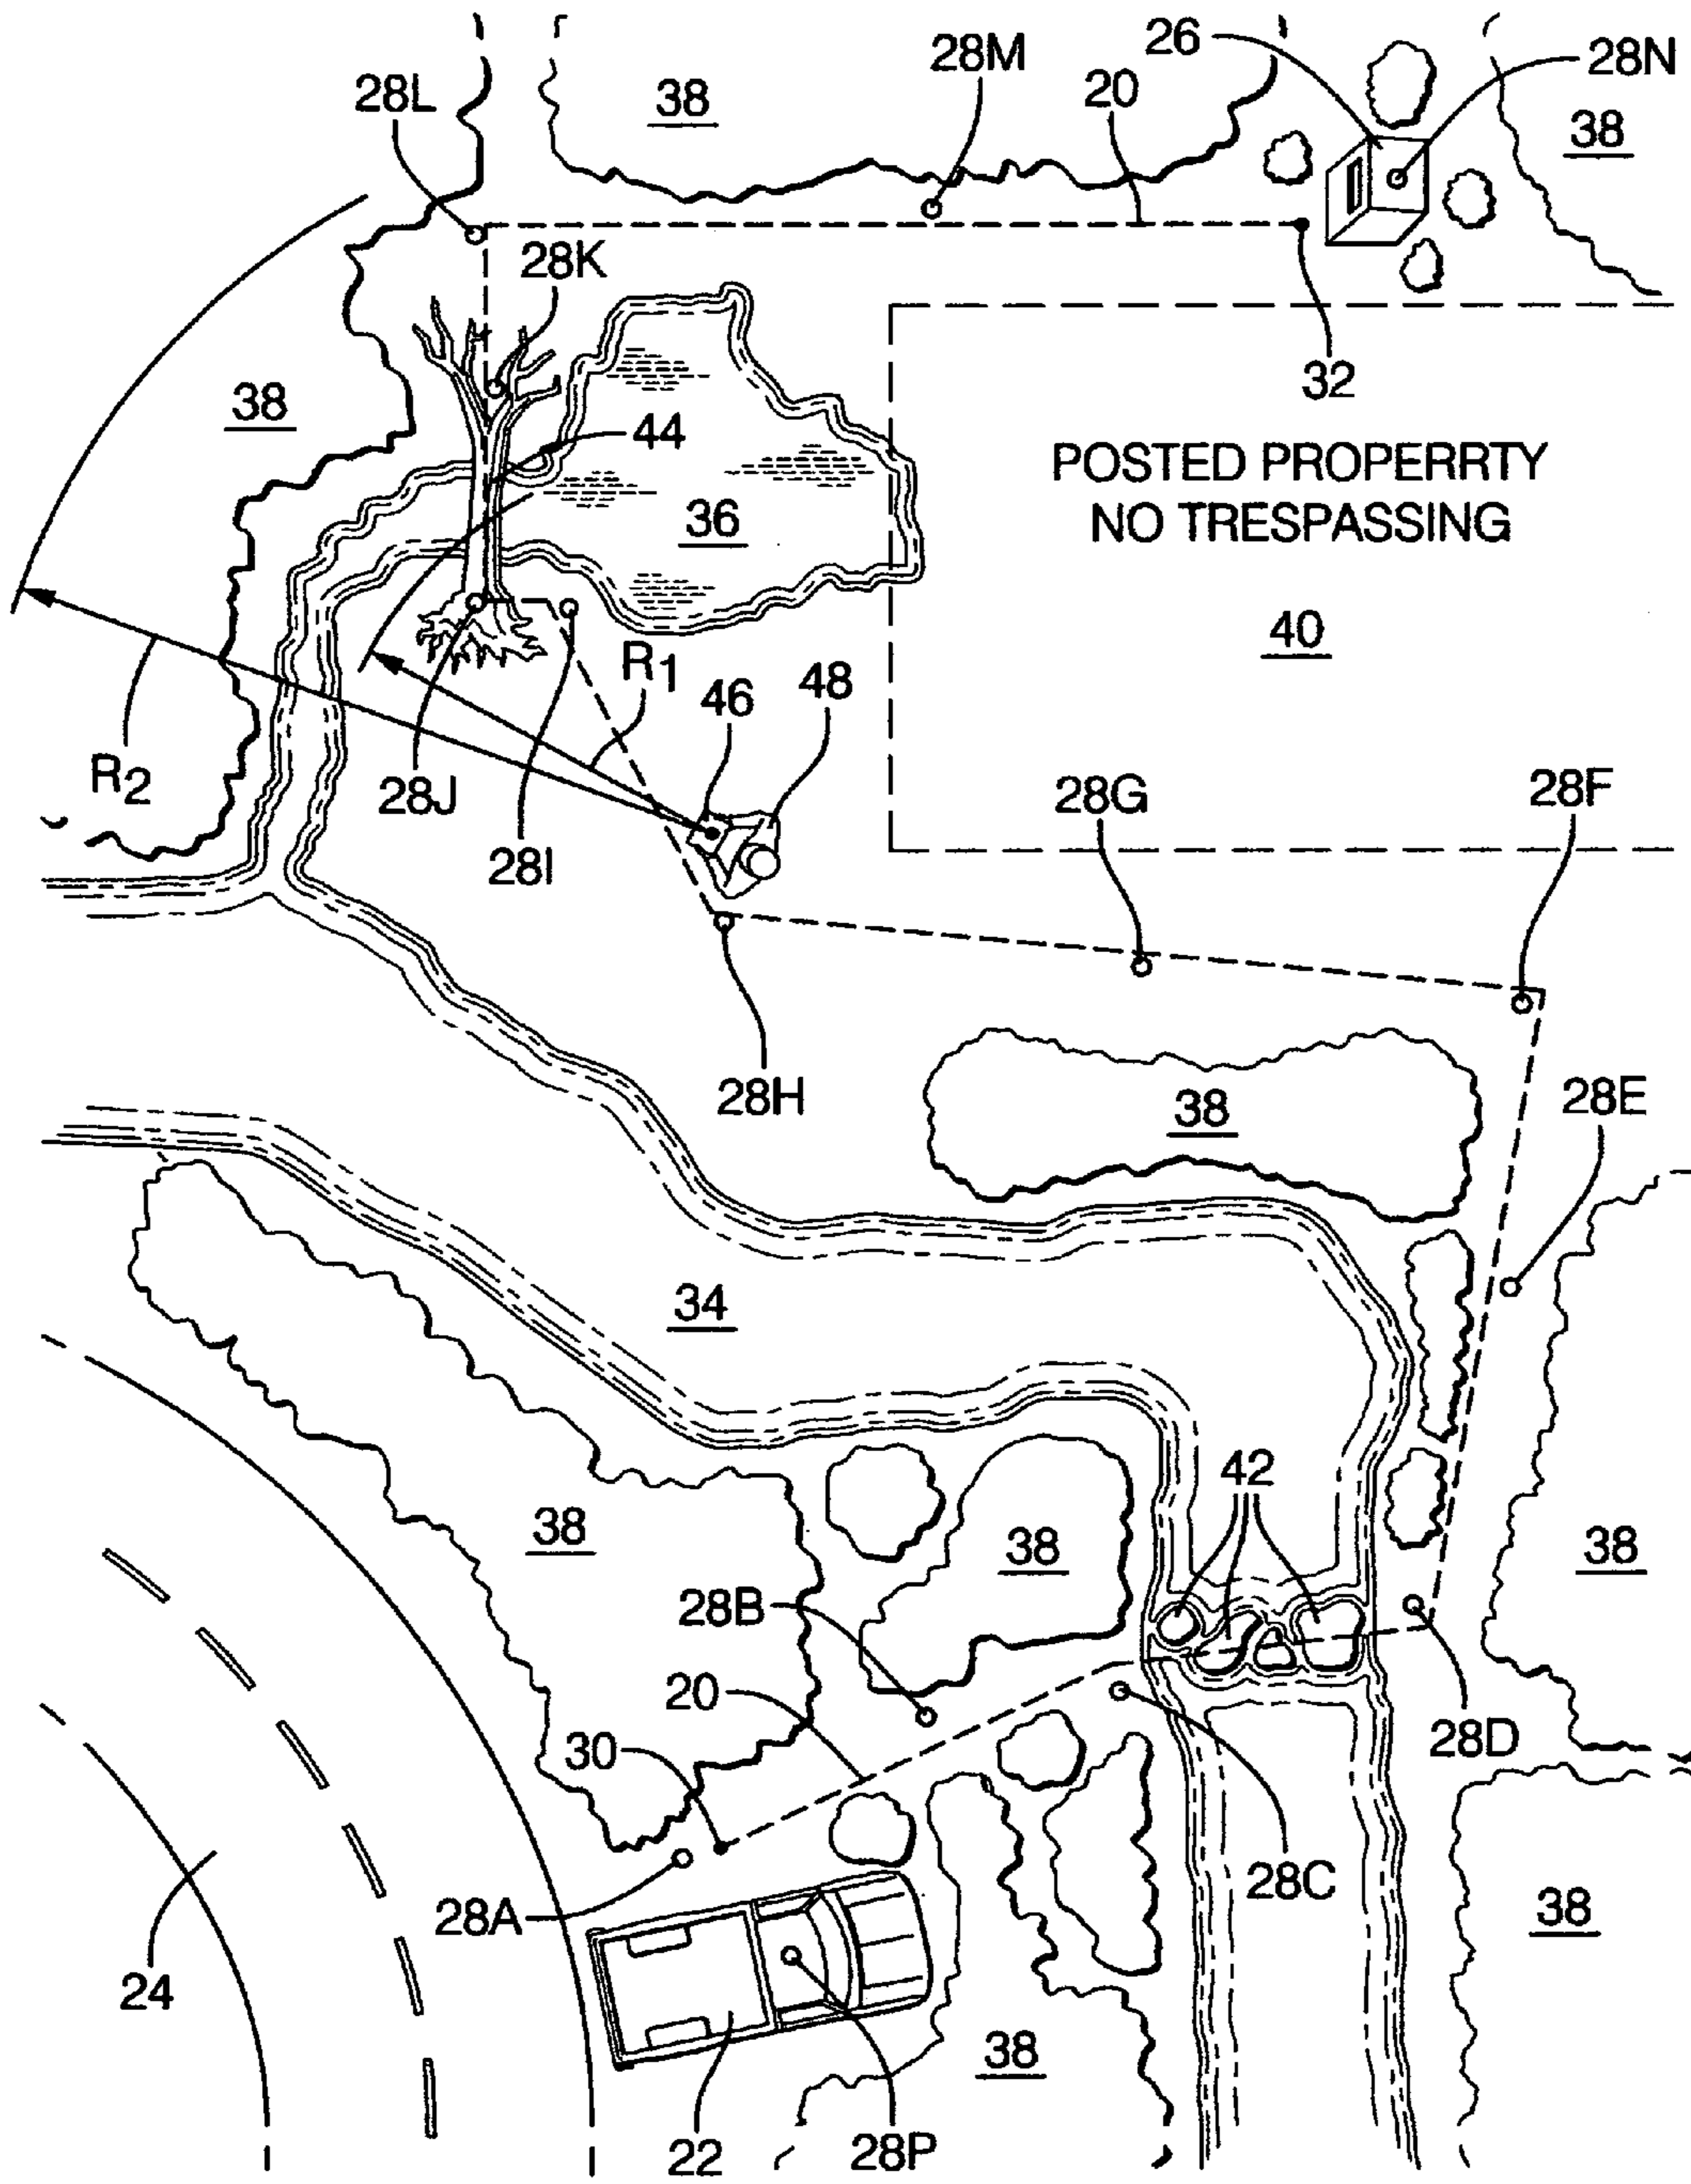 26
28M
28N
28L
38
20
38
28K
32
38
44
POSTED PROPERRTY
NO TRESPASSING
36
40
R1
46
48
R2
28J
28G
28F
28I
28H
38
28E
34
42
38
38
38
28B
20
28D
30
28C
28A
38
24
38
22
28P